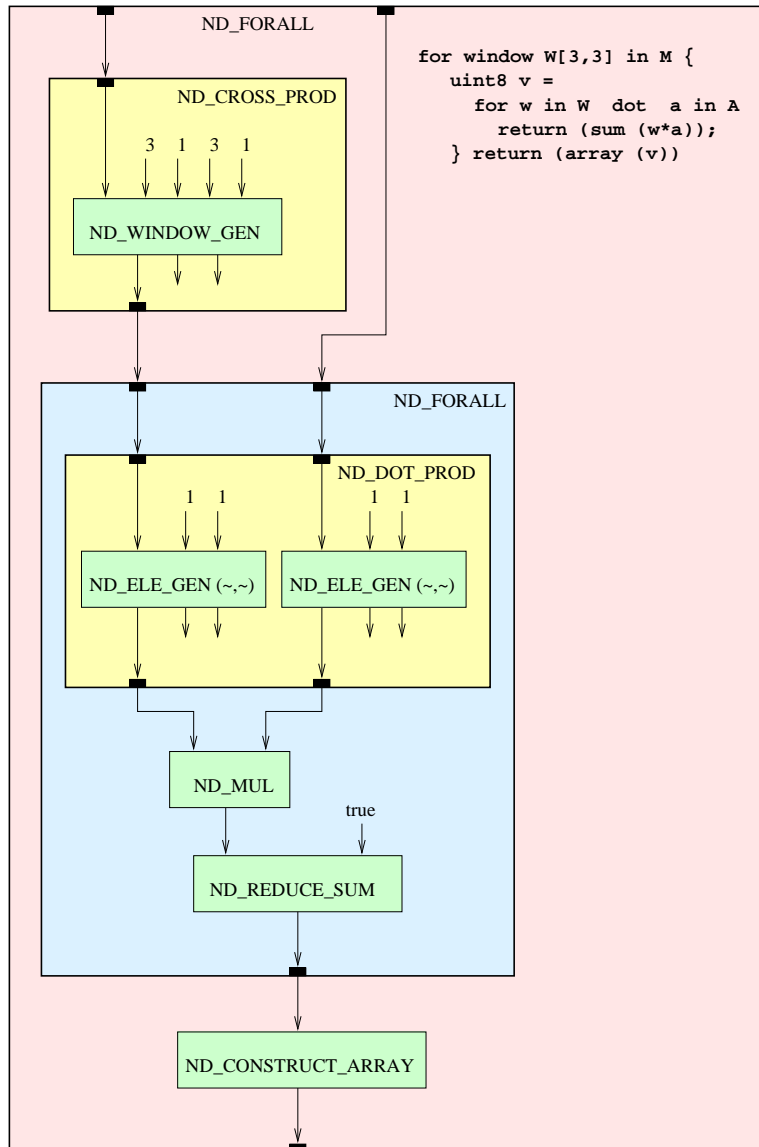 ND_FORALL
for window W[3,3] in M {
uint8 v =
for w in W dot a in A
return (sum (w*a));
} return (array (v))
ND_CROSS_PROD
3 1 3 1
ND_WINDOW_GEN
ND_FORALL
ND_DOT_PROD
1 1 1 1
ND_ELE_GEN (~,~) ND_ELE_GEN (~,~)
ND_MUL
true
ND_REDUCE_SUM
ND_CONSTRUCT_ARRAY